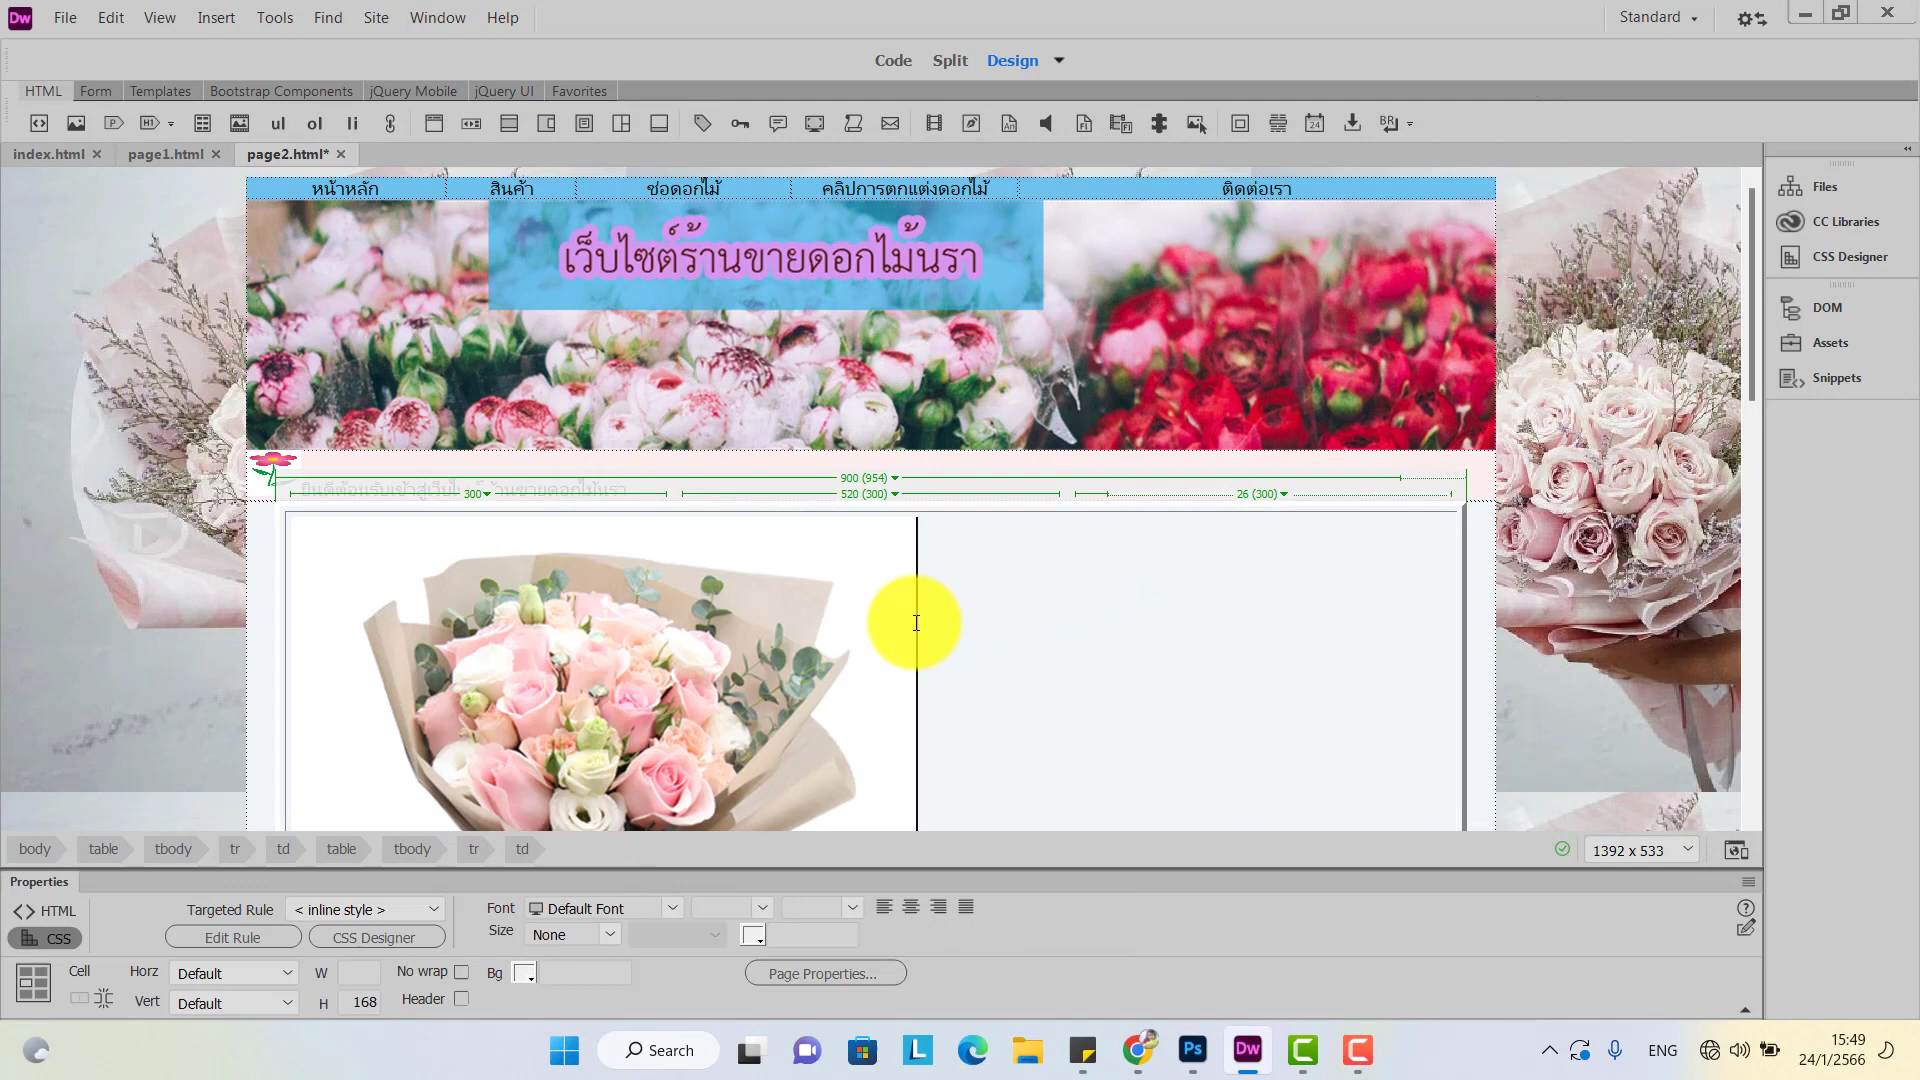 Dw File Edit View Insert Tools Find Site Window Help Standard
Code Split Design
HTML Form Templates Bootstrap Components jQuery Mobile jQuery UI Favorites
ul ol li BR
index.html page1.html page2.html*
หน้าหลัก สินค้า ช่อดอกไม้ คลิปการตกแต่งดอกไม้ ติดต่อเรา
เว็บไซต์ร้านขายดอกไม้นรา
900 (954)
300 520 (300) 26 (300)
Files
CC Libraries
CSS Designer
DOM
Assets
Snippets
body table tbody tr td table tbody tr td 1392 x 533
Properties
HTML Targeted Rule < inline style > Font Default Font
CSS Edit Rule CSS Designer Size None
Cell Horz Default W No wrap Bg Page Properties...
Vert Default H 168 Header
Search Ps Dw ENG 15:49
24/1/2566